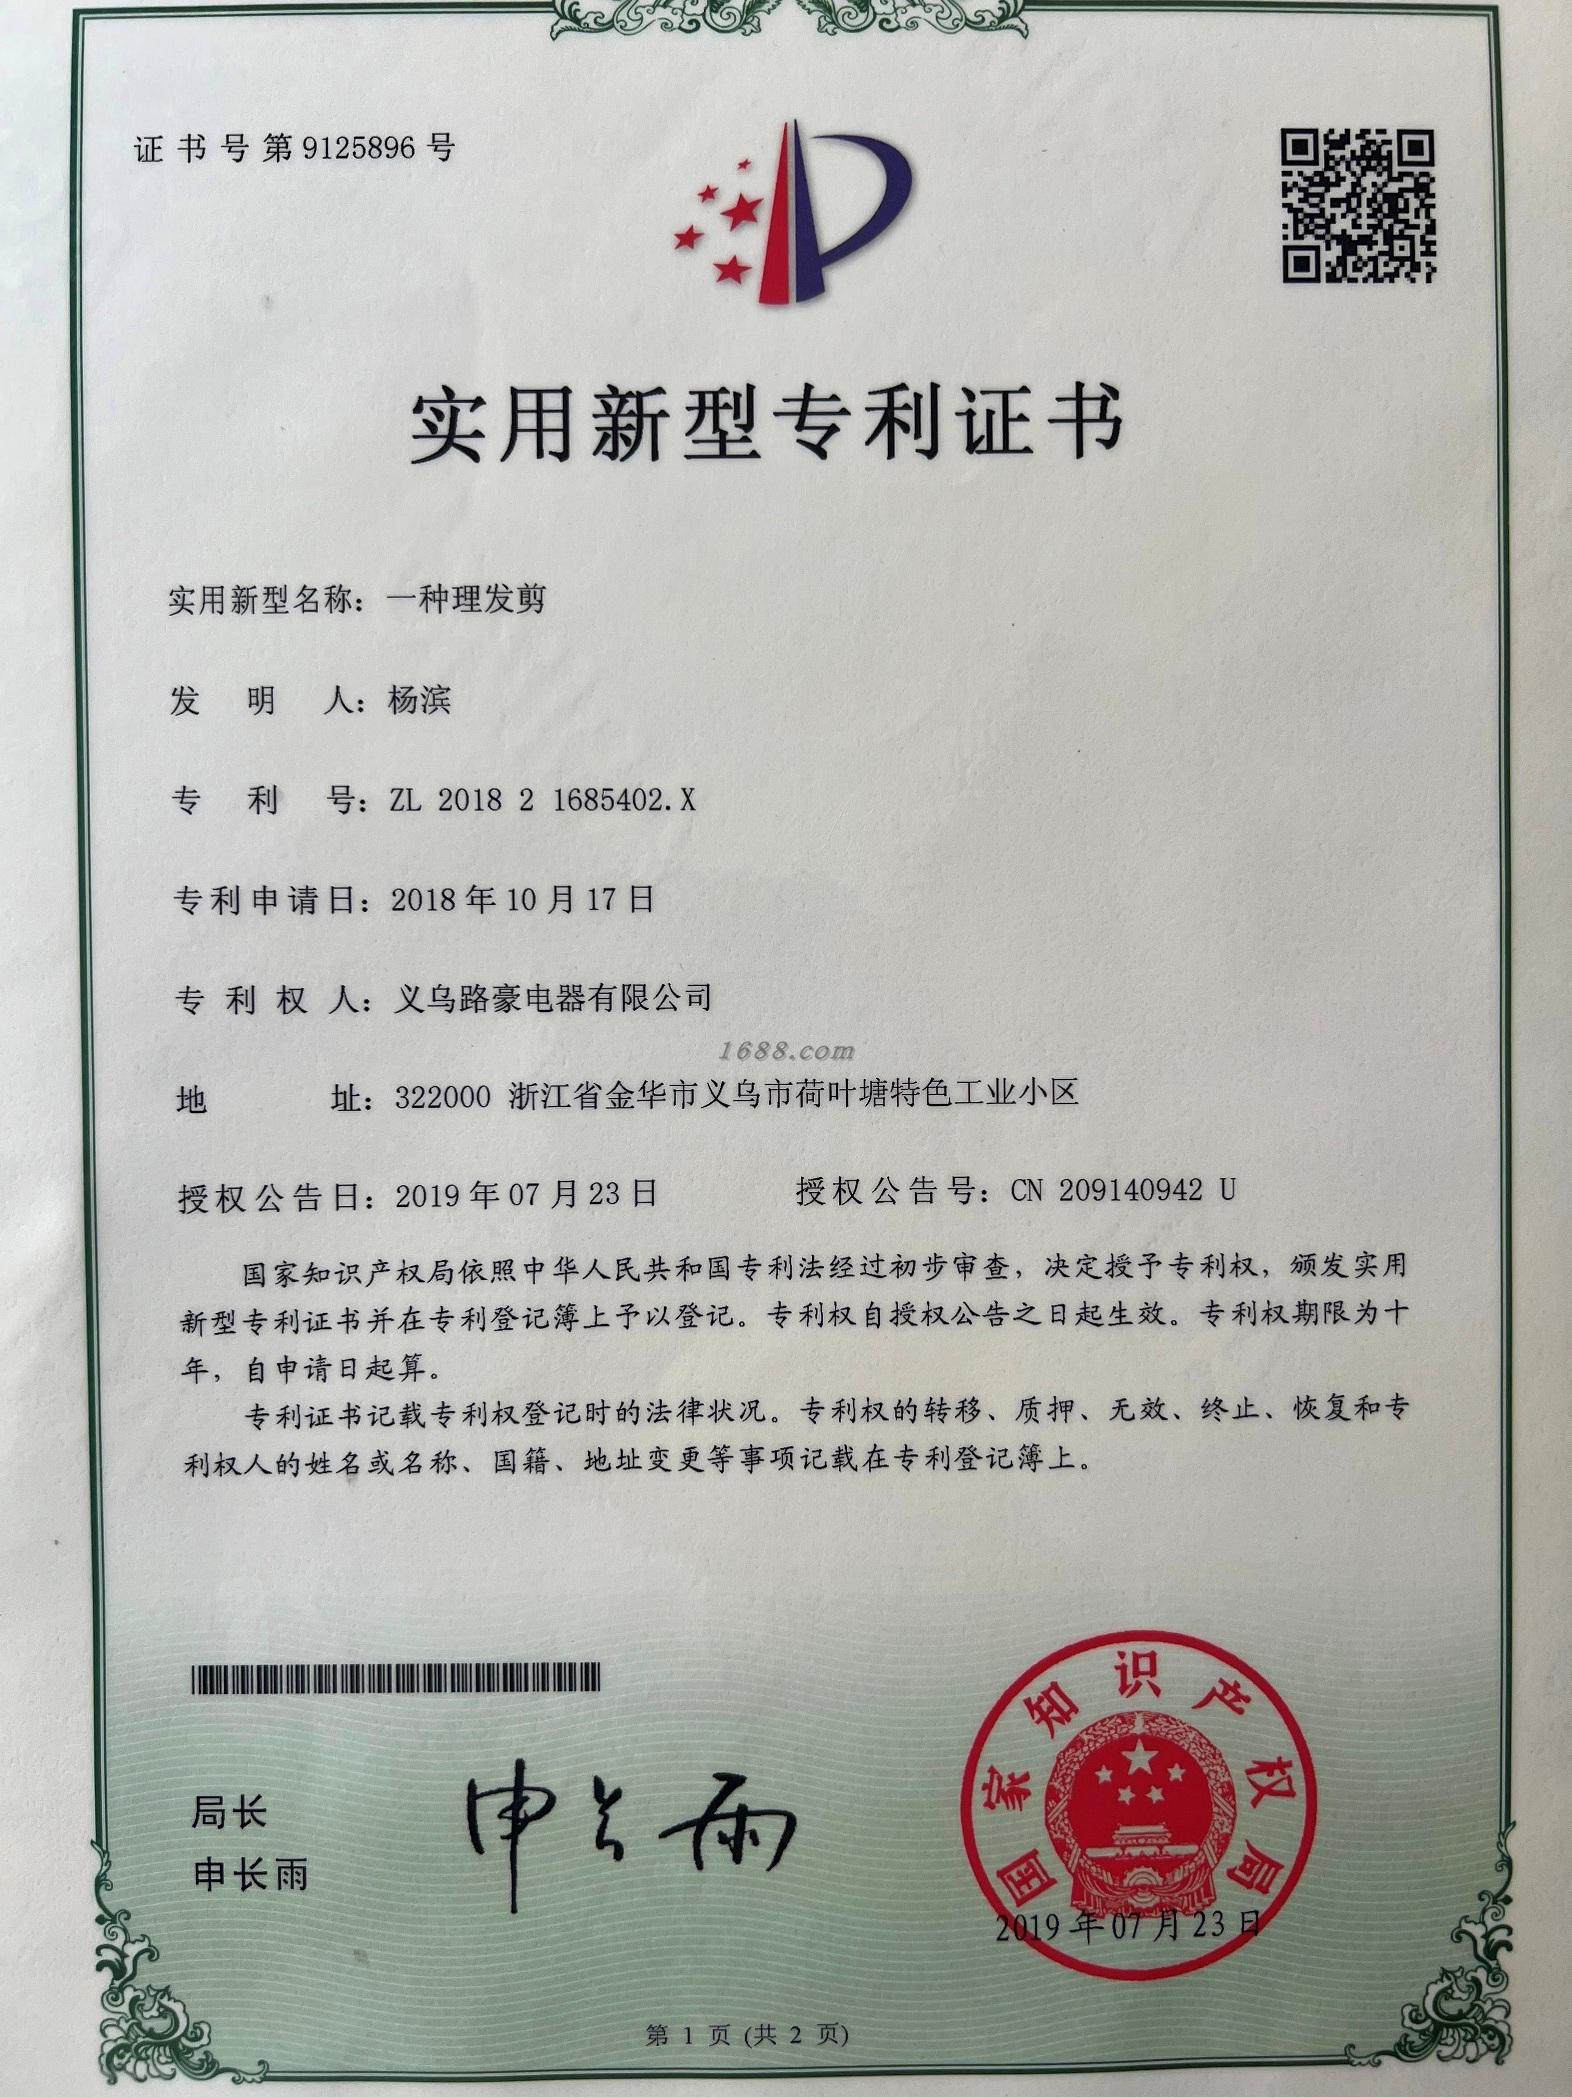 证书号第9125896号
实用新型专利证书
实用新型名称：一种理发剪
发明人：杨滨
专利号：ZL 2018 2 1685402.X
专利申请日：2018年10月17日
专利权人：义乌路豪电器有限公司
1688.com
地址：322000 浙江省金华市义乌市荷叶塘特色工业小区
授权公告日：2019年07月23日 授权公告号：CN 209140942 U
国家知识产权局依照中华人民共和国专利法经过初步审查，决定授予专利权，颁发实用
新型专利证书并在专利登记簿上予以登记。专利权自授权公告之日起生效。专利权期限为十
年，自申请日起算。
专利证书记载专利权登记时的法律状况。专利权的转移、质押、无效、终止、恢复和专
利权人的姓名或名称、国籍、地址变更等事项记载在专利登记簿上。
国家知识产权局
局长
申长雨
申长雨
2019年07月23日
第 1 页 (共 2 页)